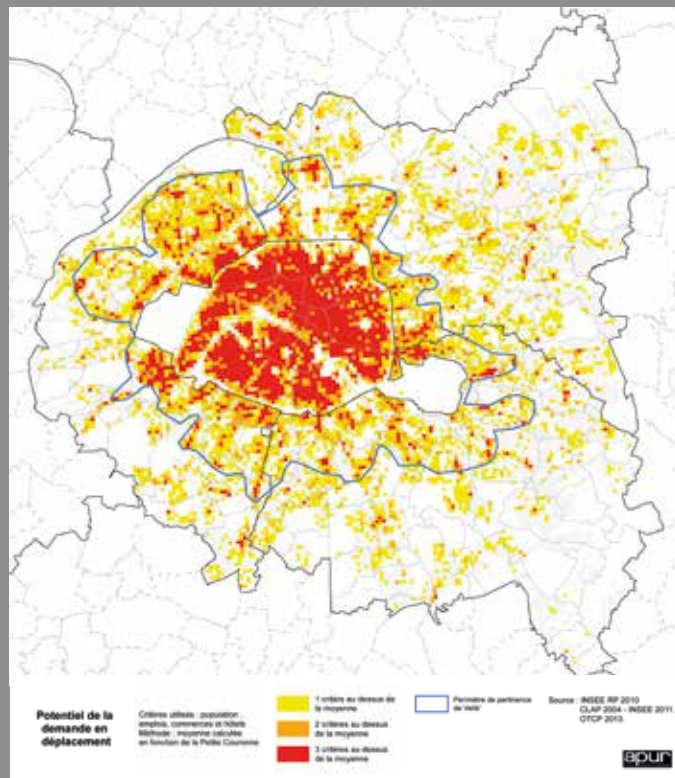 Potentiel de la
demande en
déplacement
Critères utilisés : population,
emplois, commerces et hôtels
Méthode : moyenne calculée
en fonction de la Petite Couronne
1 critère au dessus de
la moyenne
2 critères au dessus
de la moyenne
3 critères au dessus
de la moyenne
Périmètre de pertinence
de Vélib'
Source : INSEE RP 2010
CLAP 2004 - INSEE 2011,
OTCP 2013.
apur